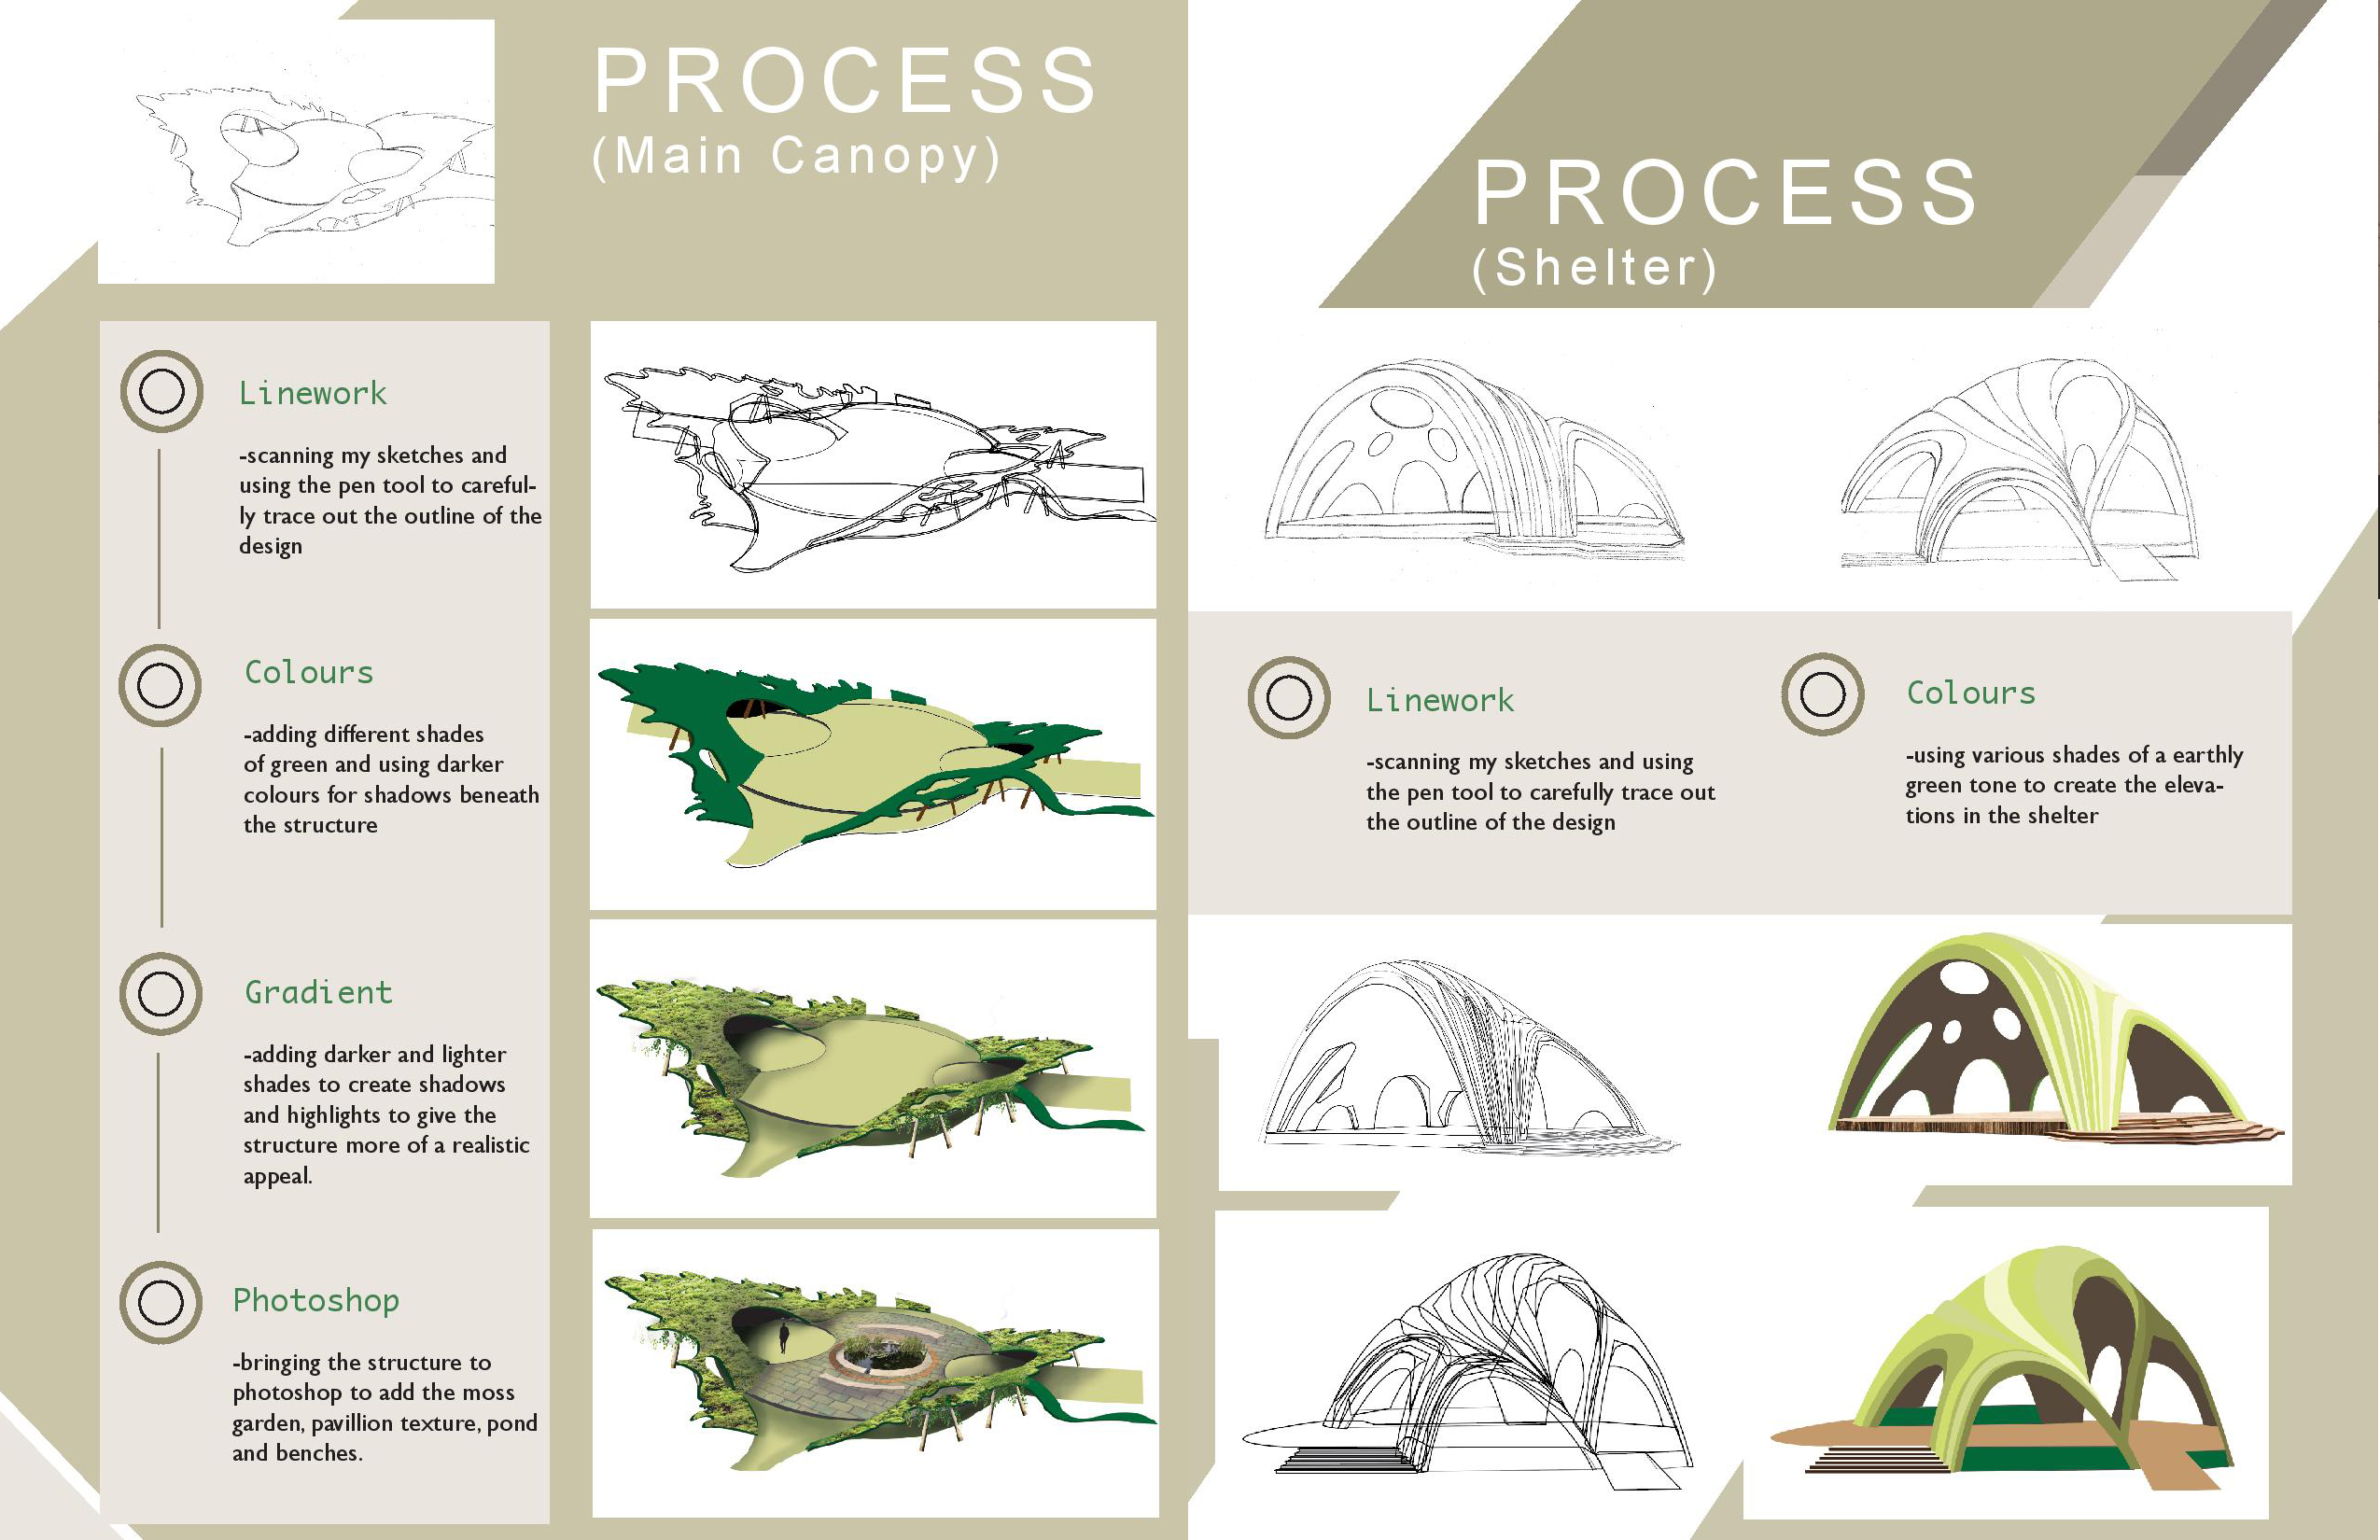 PROCESS
(Main Canopy)
Linework
-scanning my sketches and
using the pen tool to careful-
ly trace out the outline of the
design
Colours
-adding different shades
of green and using darker
colours for shadows beneath
the structure
Gradient
-adding darker and lighter
shades to create shadows
and highlights to give the
structure more of a realistic
appeal.
Photoshop
-bringing the structure to
photoshop to add the moss
garden, pavillion texture, pond
and benches.
PROCESS
(Shelter)
Linework
-scanning my sketches and using
the pen tool to carefully trace out
the outline of the design
Colours
-using various shades of a earthly
green tone to create the eleva-
tions in the shelter